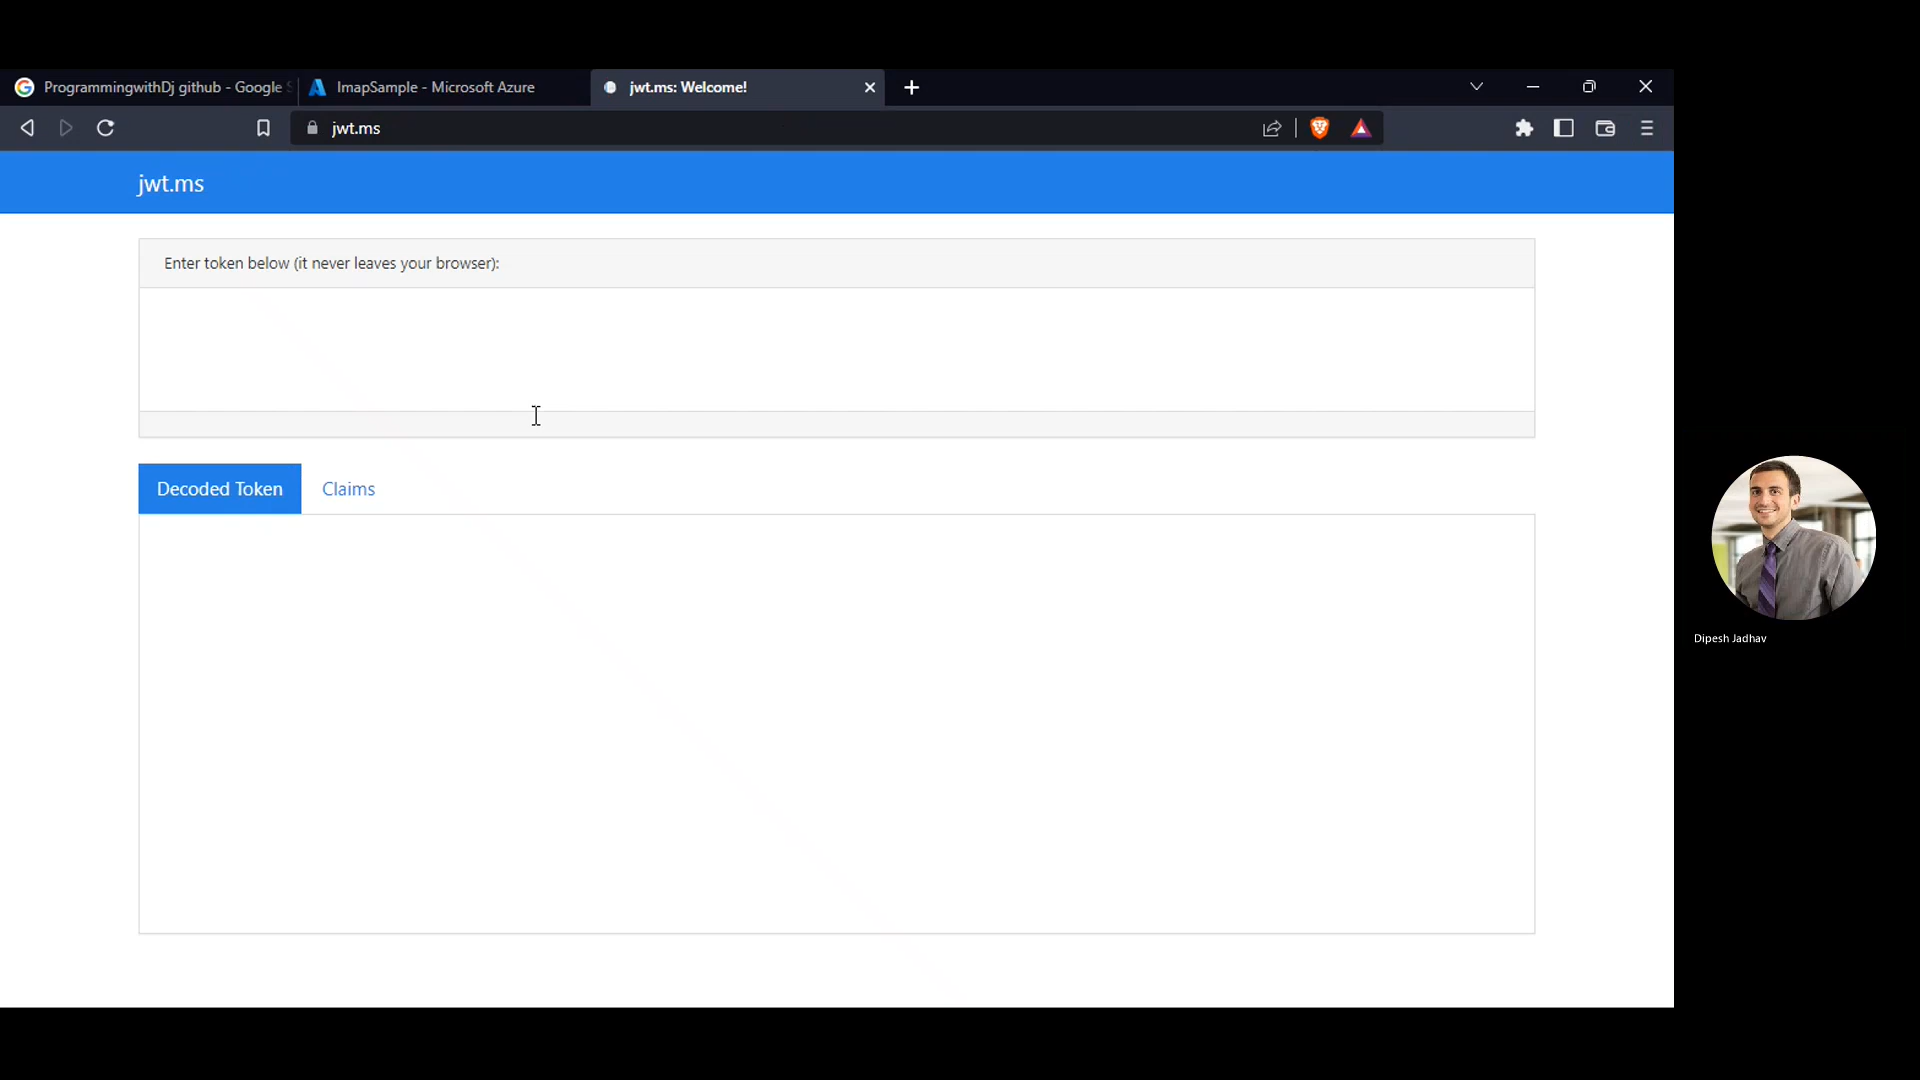 ProgrammingwithDj github - Google S
ImapSample - Microsoft Azure
jwt.ms: Welcome!
jwt.ms
jwt.ms
Enter token below (it never leaves your browser):
Decoded Token
Claims
Dipesh Jadhav